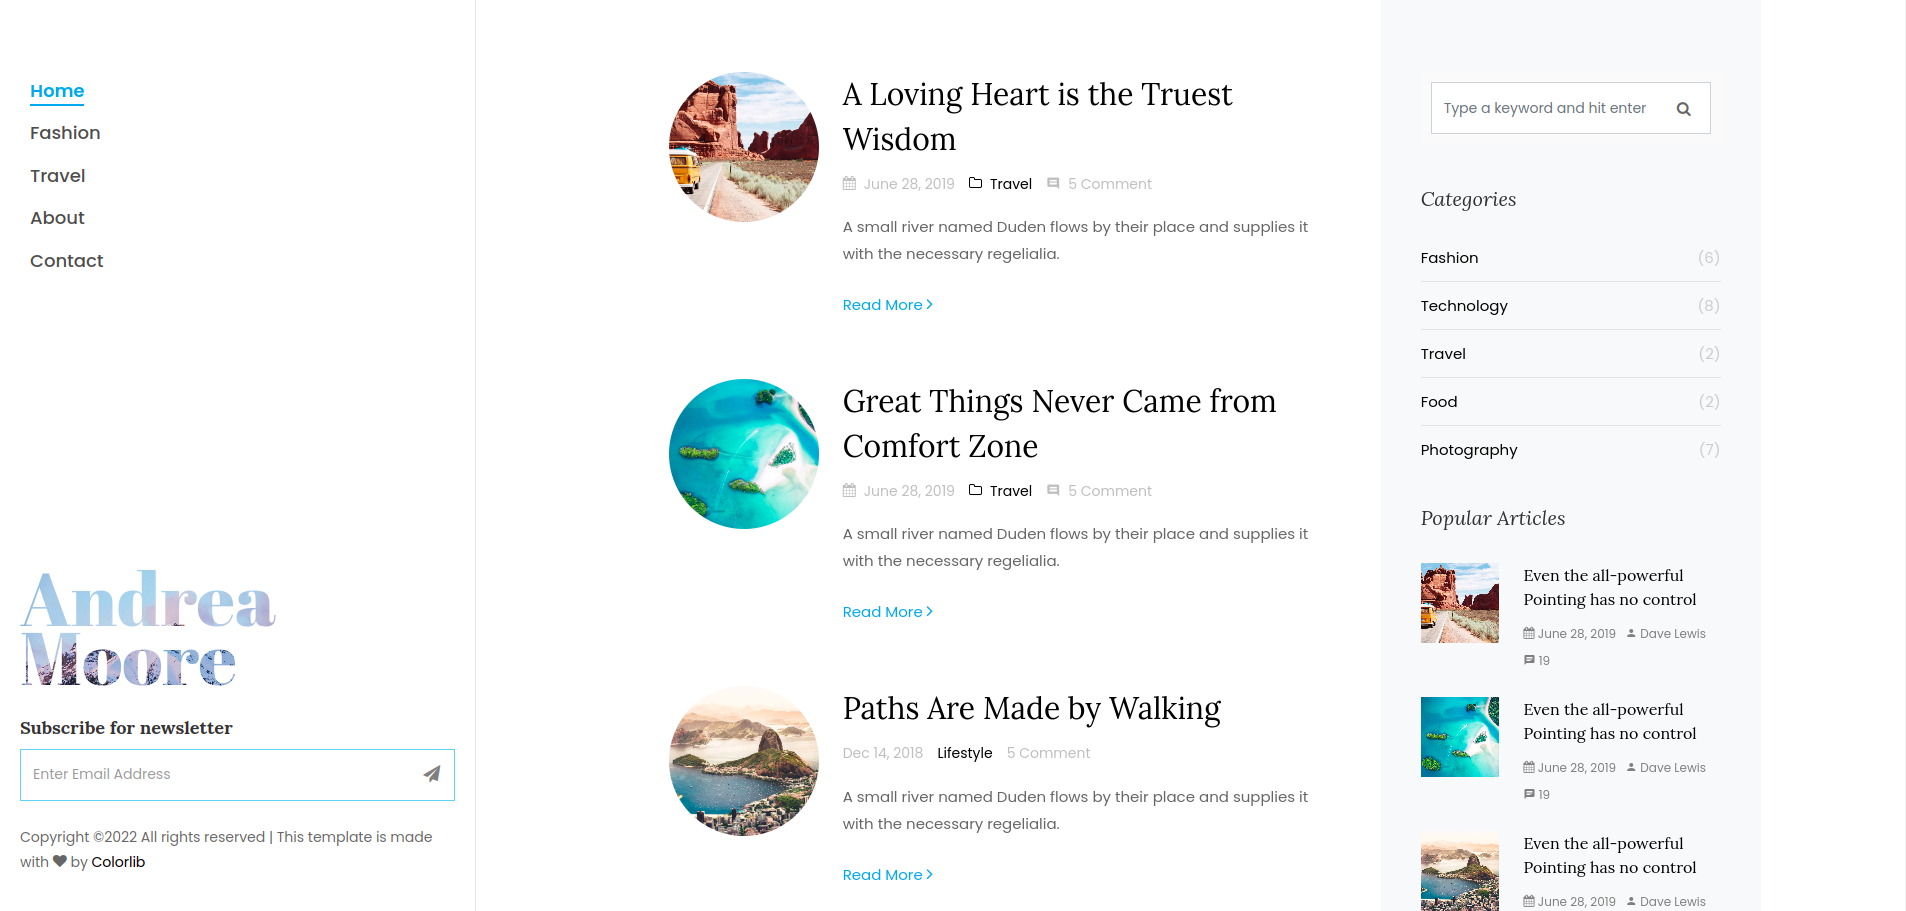 Home
Fashion
Travel
About
Contact
Andrea
Moore
Subscribe for newsletter
Enter Email Address
Copyright ©2022 All rights reserved | This template is made
with by Colorlib
A Loving Heart is the Truest
Wisdom
June 28, 2019 Travel 5 Comment
A small river named Duden flows by their place and supplies it
with the necessary regelialia.
Read More
Great Things Never Came from
Comfort Zone
June 28, 2019 Travel 5 Comment
A small river named Duden flows by their place and supplies it
with the necessary regelialia.
Read More
Paths Are Made by Walking
Dec 14, 2018 Lifestyle 5 Comment
A small river named Duden flows by their place and supplies it
with the necessary regelialia.
Read More
Type a keyword and hit enter
Categories
Fashion (6)
Technology (8)
Travel (2)
Food (2)
Photography (7)
Popular Articles
Even the all-powerful
Pointing has no control
June 28, 2019 Dave Lewis
19
Even the all-powerful
Pointing has no control
June 28, 2019 Dave Lewis
19
Even the all-powerful
Pointing has no control
June 28, 2019 Dave Lewis